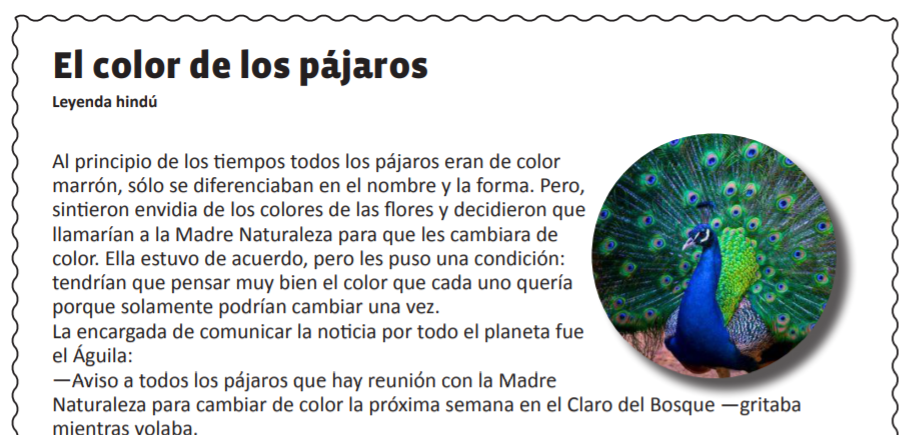 El color de los pájaros
Leyenda hindú
Al principio de los tiempos todos los pájaros eran de color
marrón, sólo se diferenciaban en el nombre y la forma. Pero,
sintieron envidia de los colores de las flores y decidieron que
llamarían a la Madre Naturaleza para que les cambiara de
color. Ella estuvo de acuerdo, pero les puso una condición:
tendrían que pensar muy bien el color que cada uno quería
porque solamente podrían cambiar una vez.
La encargada de comunicar la noticia por todo el planeta fue
el Águila:
—Aviso a todos los pájaros que hay reunión con la Madre
Naturaleza para cambiar de color la próxima semana en el Claro del Bosque —gritaba
mientras volaba.